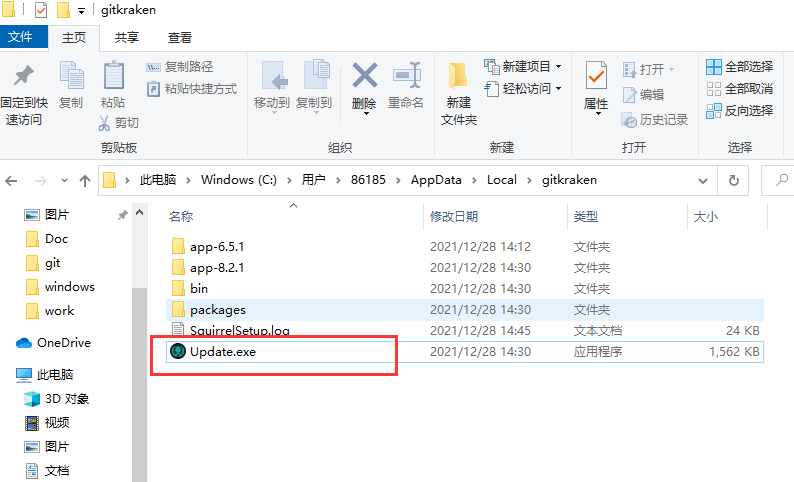 gitkraken
文件 主页 共享 查看
固定到快速访问 复制 粘贴 复制路径 粘贴快捷方式 剪切
移动到 复制到 删除 重命名
新建文件夹 新建项目 轻松访问
属性 打开 编辑 历史记录
全部选择 全部取消 反向选择
剪贴板 组织 新建 打开 选择
此电脑 Windows (C:) 用户 86185 AppData Local gitkraken
名称 修改日期 类型 大小
图片
Doc
git
windows
work
OneDrive
此电脑
3D 对象
视频
图片
文档
app-6.5.1 2021/12/28 14:12 文件夹
app-8.2.1 2021/12/28 14:30 文件夹
bin 2021/12/28 14:30 文件夹
packages 2021/12/28 14:30 文件夹
SquirrelSetup.log 2021/12/28 14:45 文本文档 24 KB
Update.exe 2021/12/28 14:30 应用程序 1,562 KB